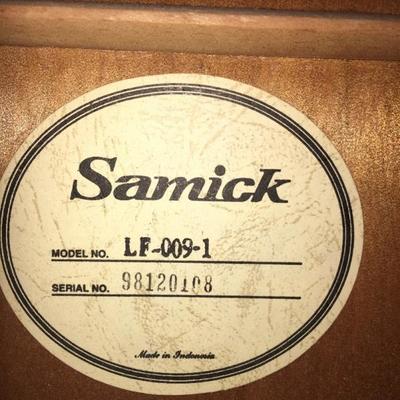 Samick
MODEL NO. LF-009-1
SERIAL NO. 98120108
Made in Indonesia